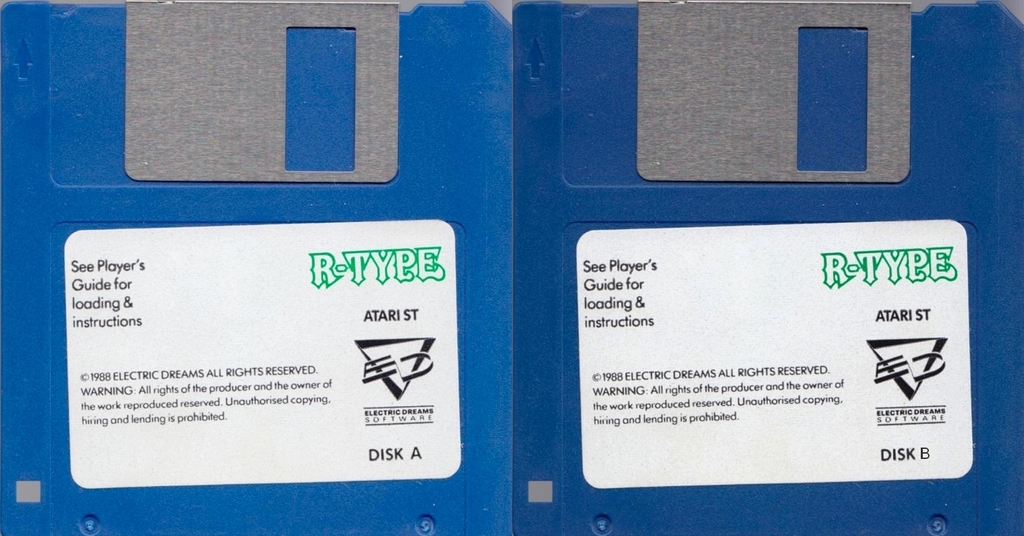 See Player's
Guide for
loading &
instructions
R-TYPE
ATARI ST
©1988 ELECTRIC DREAMS ALL RIGHTS RESERVED.
WARNING: All rights of the producer and the owner of
the work reproduced reserved. Unauthorised copying,
hiring and lending is prohibited.
ED
ELECTRIC DREAMS
SOFTWARE
DISK A
See Player's
Guide for
loading &
instructions
R-TYPE
ATARI ST
©1988 ELECTRIC DREAMS ALL RIGHTS RESERVED.
WARNING: All rights of the producer and the owner of
the work reproduced reserved. Unauthorised copying,
hiring and lending is prohibited.
ED
ELECTRIC DREAMS
SOFTWARE
DISK B